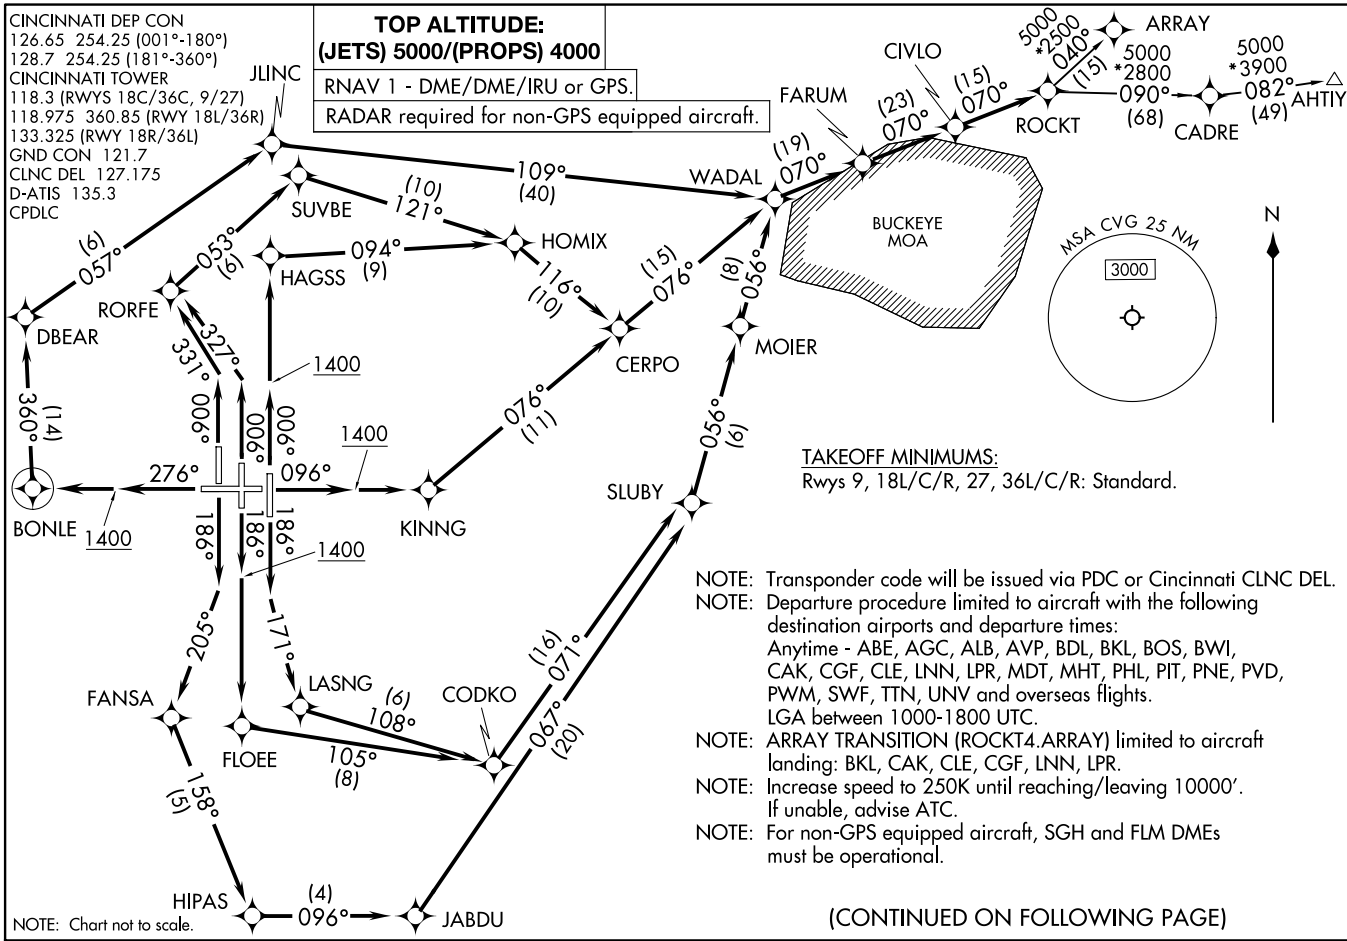 CINCINNATI DEP CON
126.65 254.25 (001°-180°)
128.7 254.25 (181°-360°)
CINCINNATI TOWER
118.3 (RWYS 18C/36C, 9/27)
118.975 360.85 (RWY 18L/36R)
133.325 (RWY 18R/36L)
GND CON 121.7
CLNC DEL 127.175
D-ATIS 135.3
CPDLC
TOP ALTITUDE:
(JETS) 5000/(PROPS) 4000
RNAV 1 - DME/DME/IRU or GPS.
RADAR required for non-GPS equipped aircraft.
JLINC
109°
(40)
SUVBE
(10)
121°
HAGSS
094°
(9)
HOMIX
116°
(10)
(6)
057°
053°
(6)
RORFE
DBEAR
331°
327°
1400
006°
006°
006°
360°
(14)
BONLE
276°
1400
096°
1400
KINNG
076°
(11)
CERPO
(15)
076°
WADAL
(19)
070°
FARUM
(23)
070°
CIVLO
(15)
070°
ROCKT
5000
*2500
040°
(15)
ARRAY
5000
*2800
090°
(68)
CADRE
5000
*3900
082°
(49)
AHTIY
BUCKEYE
MOA
MSA CVG 25 NM
3000
N
(8)
056°
MOIER
056°
(6)
SLUBY
186°
186°
186°
1400
205°
171°
FANSA
LASNG
(6)
108°
CODKO
FLOEE
105°
(8)
(16)
071°
067°
(20)
158°
(5)
HIPAS
(4)
096°
JABDU
TAKEOFF MINIMUMS:
Rwys 9, 18L/C/R, 27, 36L/C/R: Standard.
NOTE: Transponder code will be issued via PDC or Cincinnati CLNC DEL.
NOTE: Departure procedure limited to aircraft with the following
destination airports and departure times:
Anytime - ABE, AGC, ALB, AVP, BDL, BKL, BOS, BWI,
CAK, CGF, CLE, LNN, LPR, MDT, MHT, PHL, PIT, PNE, PVD,
PWM, SWF, TTN, UNV and overseas flights.
LGA between 1000-1800 UTC.
NOTE: ARRAY TRANSITION (ROCKT4.ARRAY) limited to aircraft
landing: BKL, CAK, CLE, CGF, LNN, LPR.
NOTE: Increase speed to 250K until reaching/leaving 10000′.
If unable, advise ATC.
NOTE: For non-GPS equipped aircraft, SGH and FLM DMEs
must be operational.
NOTE: Chart not to scale.
(CONTINUED ON FOLLOWING PAGE)